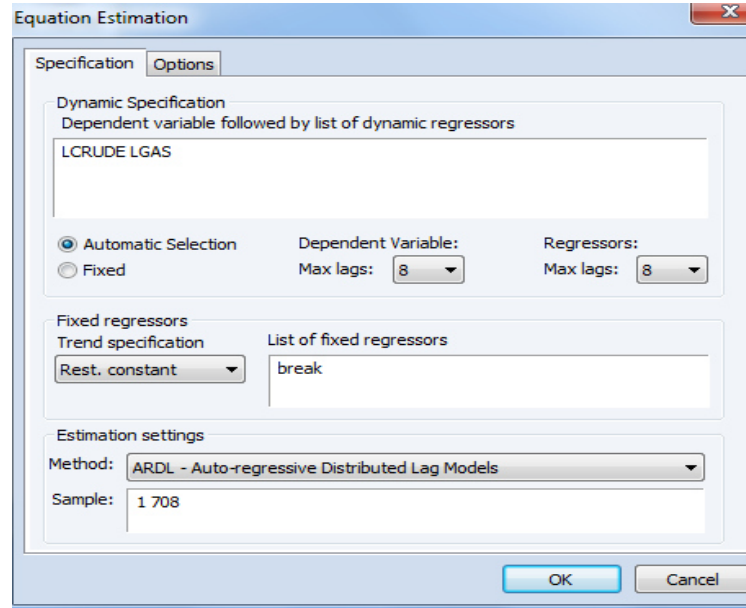 Equation Estimation
Specification Options
Dynamic Specification
Dependent variable followed by list of dynamic regressors
LCRUDE LGAS
Automatic Selection
Fixed
Dependent Variable:
Max lags: 8
Regressors:
Max lags: 8
Fixed regressors
Trend specification
Rest. constant
List of fixed regressors
break
Estimation settings
Method: ARDL - Auto-regressive Distributed Lag Models
Sample: 1 708
OK Cancel